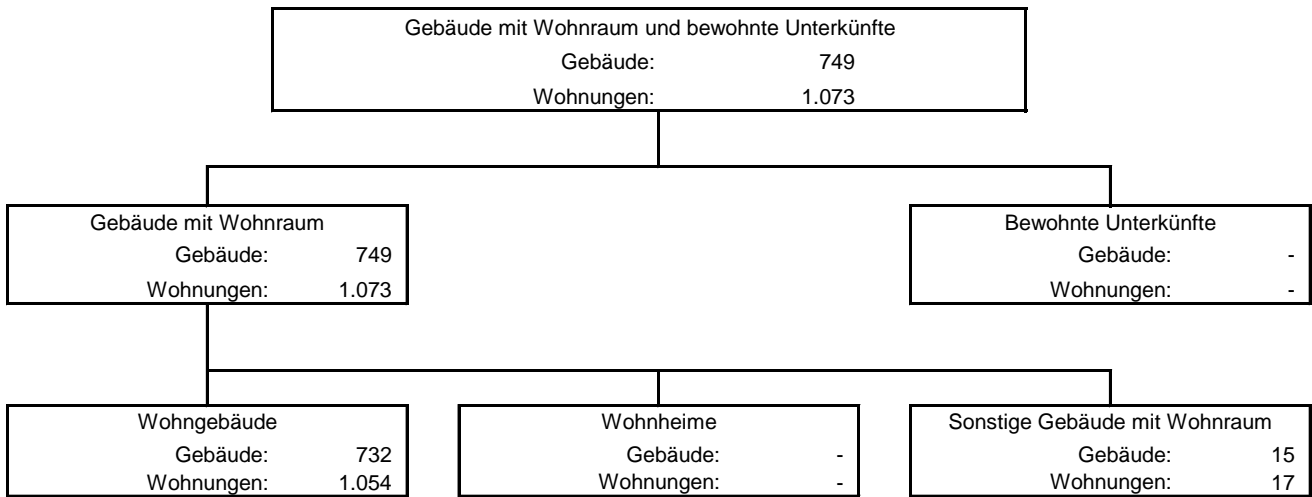 Gebäude mit Wohnraum und bewohnte Unterkünfte
Gebäude: 749
Wohnungen: 1.073
Gebäude mit Wohnraum
Gebäude: 749
Wohnungen: 1.073
Bewohnte Unterkünfte
Gebäude: -
Wohnungen: -
Wohngebäude
Gebäude: 732
Wohnungen: 1.054
Wohnheime
Gebäude: -
Wohnungen: -
Sonstige Gebäude mit Wohnraum
Gebäude: 15
Wohnungen: 17